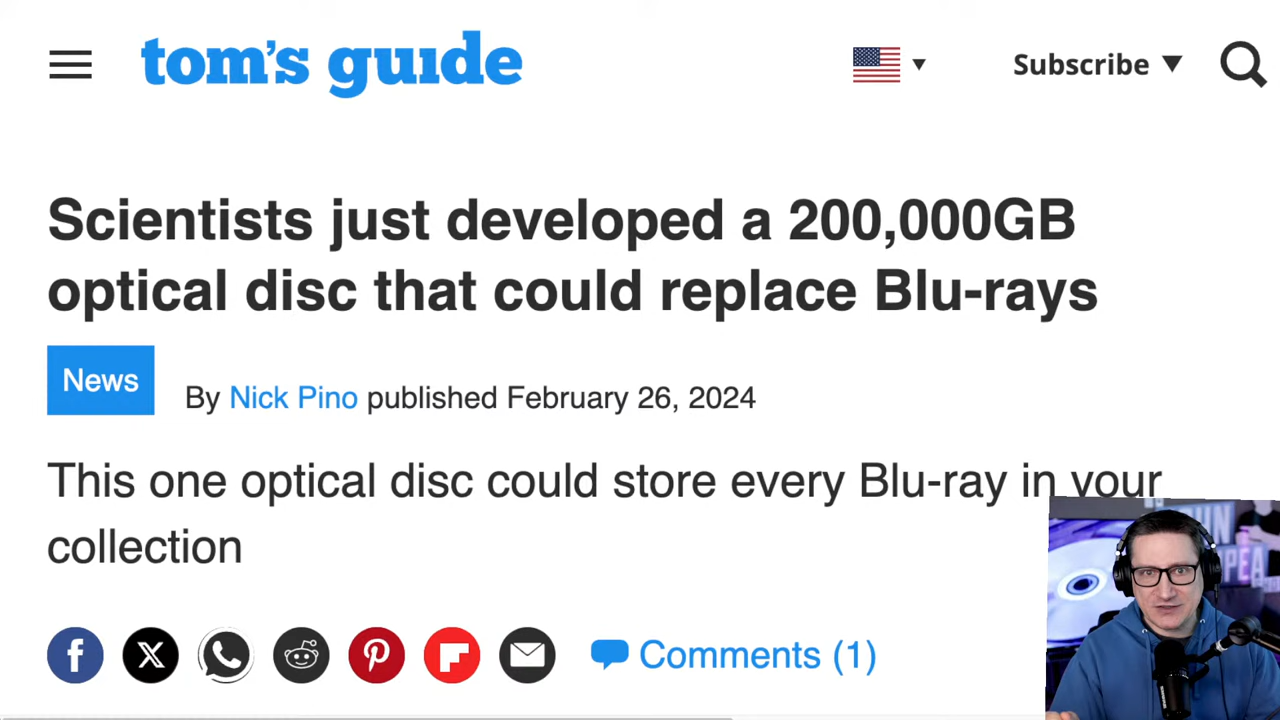 tom's guide
Subscribe
Scientists just developed a 200,000GB
optical disc that could replace Blu-rays
News
By Nick Pino published February 26, 2024
This one optical disc could store every Blu-ray in your
collection
Comments (1)